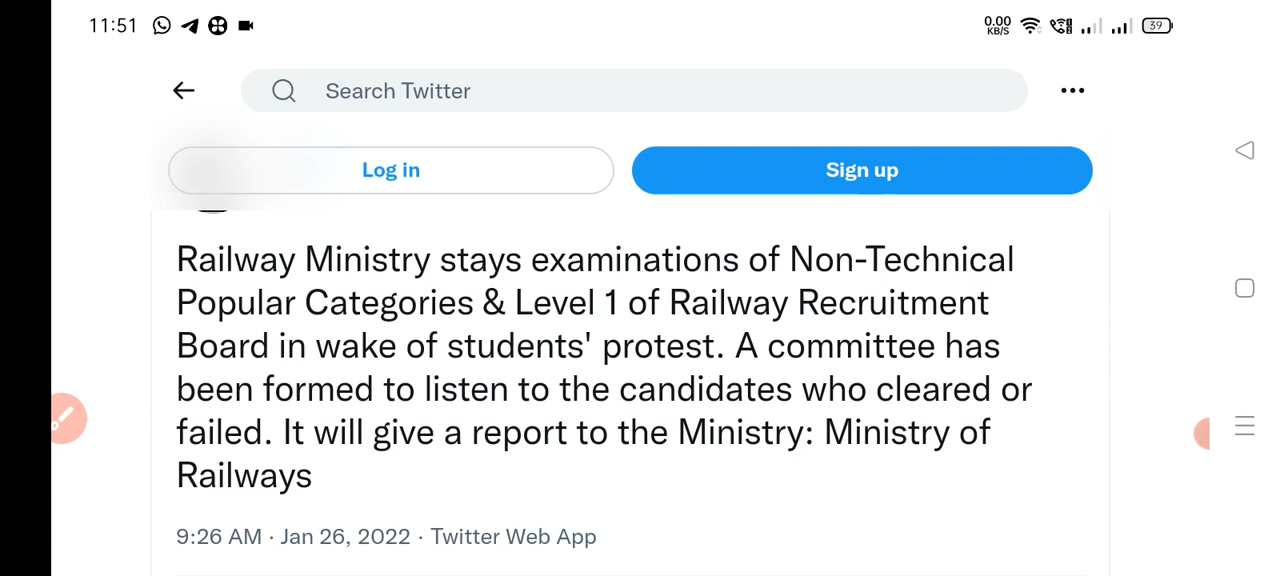 11:51
0.00
KB/S
39
Search Twitter
Log in
Sign up
Railway Ministry stays examinations of Non-Technical
Popular Categories & Level 1 of Railway Recruitment
Board in wake of students' protest. A committee has
been formed to listen to the candidates who cleared or
failed. It will give a report to the Ministry: Ministry of
Railways
9:26 AM · Jan 26, 2022 · Twitter Web App